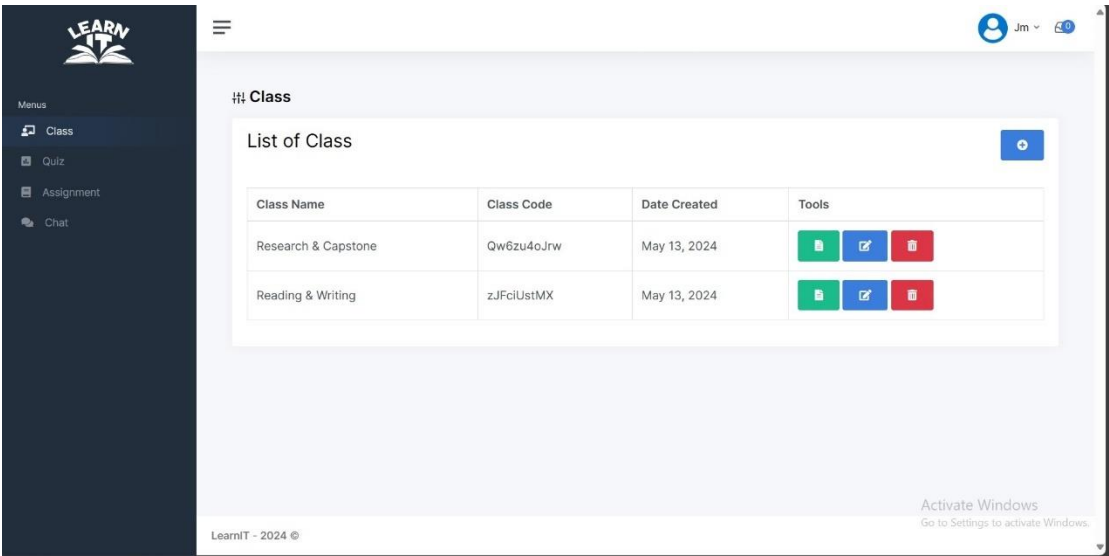 LEARN
IT
Jm
0
Menus
Class
Quiz
Assignment
Chat
Class
List of Class
Class Name Class Code Date Created Tools
Research & Capstone Qw6zu4oJrw May 13, 2024
Reading & Writing zJFciUstMX May 13, 2024
Activate Windows
Go to Settings to activate Windows.
LearnIT - 2024 ©